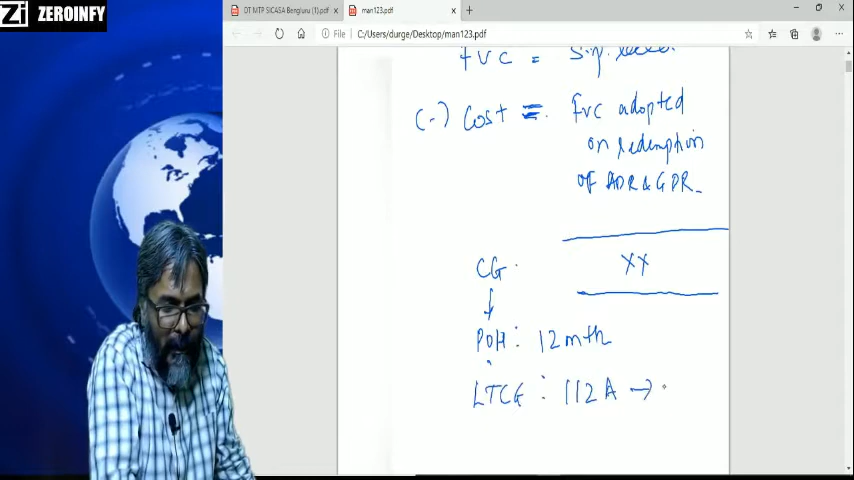 Zi ZEROINFY
DT MTP SICASA Bengluru (1).pdf
man123.pdf
File
C:/Users/durge/Desktop/man123.pdf
FVC =
(-) Cost = FVC adopted
on redemption
of ADR & GDR
CG XX
POH : 12 mth
LTCG : 112A →